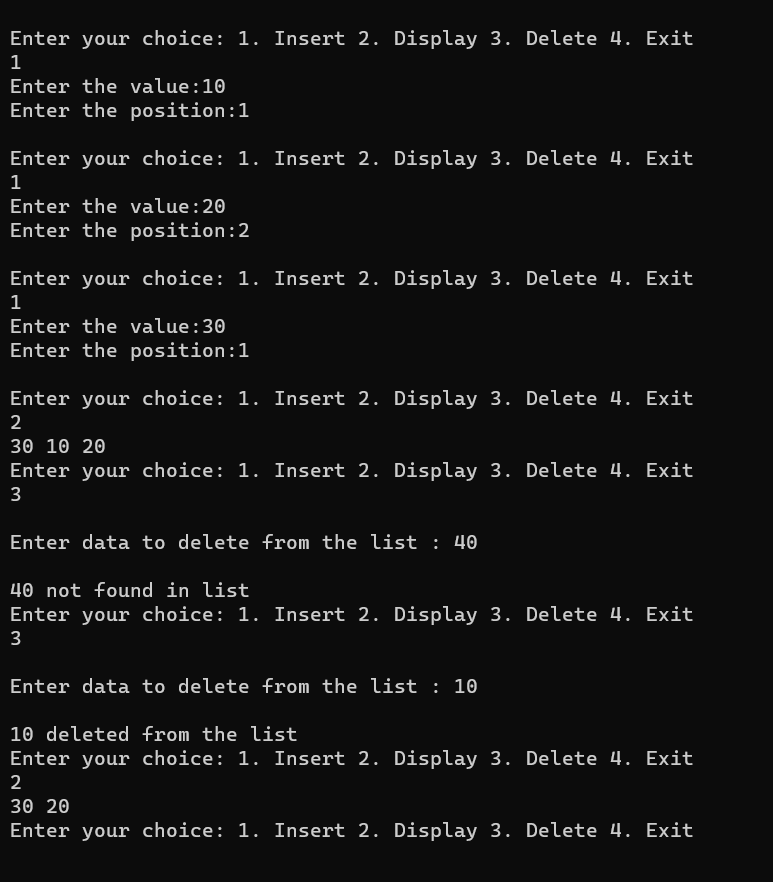 Enter your choice: 1. Insert 2. Display 3. Delete 4. Exit
1
Enter the value:10
Enter the position:1
Enter your choice: 1. Insert 2. Display 3. Delete 4. Exit
1
Enter the value:20
Enter the position:2
Enter your choice: 1. Insert 2. Display 3. Delete 4. Exit
1
Enter the value:30
Enter the position:1
Enter your choice: 1. Insert 2. Display 3. Delete 4. Exit
2
30 10 20
Enter your choice: 1. Insert 2. Display 3. Delete 4. Exit
3
Enter data to delete from the list : 40
40 not found in list
Enter your choice: 1. Insert 2. Display 3. Delete 4. Exit
3
Enter data to delete from the list : 10
10 deleted from the list
Enter your choice: 1. Insert 2. Display 3. Delete 4. Exit
2
30 20
Enter your choice: 1. Insert 2. Display 3. Delete 4. Exit